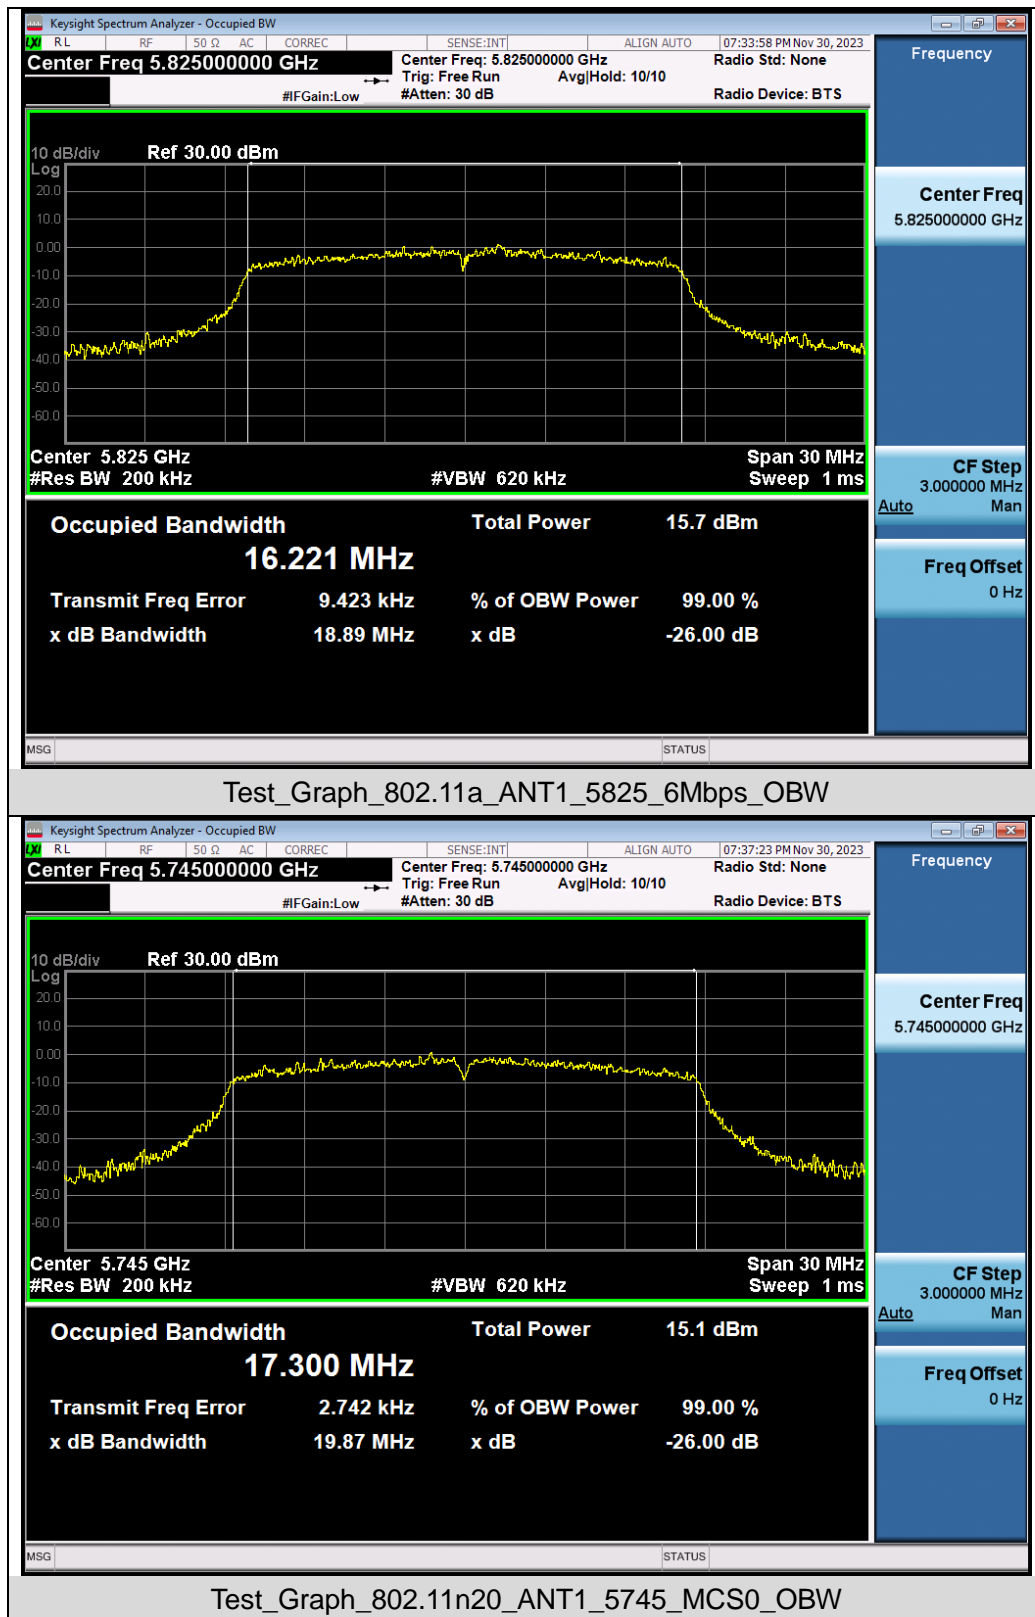 Keysight Spectrum Analyzer - Occupied BW
LXI RL RF 50 Ω AC CORREC SENSE:INT ALIGN AUTO 07:33:58 PM Nov 30, 2023
Center Freq 5.825000000 GHz Center Freq: 5.825000000 GHz Radio Std: None
Trig: Free Run Avg|Hold: 10/10
#IFGain:Low #Atten: 30 dB Radio Device: BTS
Frequency
10 dB/div Ref 30.00 dBm
Log
20.0
10.0
0.00
-10.0
-20.0
-30.0
-40.0
-50.0
-60.0
Center 5.825 GHz Span 30 MHz
#Res BW 200 kHz #VBW 620 kHz Sweep 1 ms
Center Freq
5.825000000 GHz
CF Step
3.000000 MHz
Auto Man
Freq Offset
0 Hz
Occupied Bandwidth Total Power 15.7 dBm
16.221 MHz
Transmit Freq Error 9.423 kHz % of OBW Power 99.00 %
x dB Bandwidth 18.89 MHz x dB -26.00 dB
MSG STATUS
Test_Graph_802.11a_ANT1_5825_6Mbps_OBW
Keysight Spectrum Analyzer - Occupied BW
LXI RL RF 50 Ω AC CORREC SENSE:INT ALIGN AUTO 07:37:23 PM Nov 30, 2023
Center Freq 5.745000000 GHz Center Freq: 5.745000000 GHz Radio Std: None
Trig: Free Run Avg|Hold: 10/10
#IFGain:Low #Atten: 30 dB Radio Device: BTS
Frequency
10 dB/div Ref 30.00 dBm
Log
20.0
10.0
0.00
-10.0
-20.0
-30.0
-40.0
-50.0
-60.0
Center 5.745 GHz Span 30 MHz
#Res BW 200 kHz #VBW 620 kHz Sweep 1 ms
Center Freq
5.745000000 GHz
CF Step
3.000000 MHz
Auto Man
Freq Offset
0 Hz
Occupied Bandwidth Total Power 15.1 dBm
17.300 MHz
Transmit Freq Error 2.742 kHz % of OBW Power 99.00 %
x dB Bandwidth 19.87 MHz x dB -26.00 dB
MSG STATUS
Test_Graph_802.11n20_ANT1_5745_MCS0_OBW